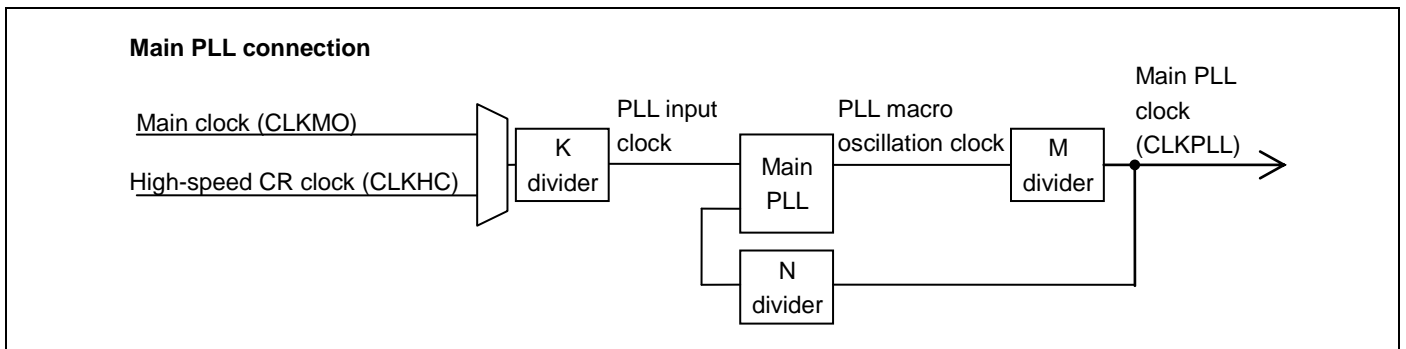 Main PLL connection
Main clock (CLKMO)
High-speed CR clock (CLKHC)
K
divider
PLL input
clock
Main
PLL
PLL macro
oscillation clock
M
divider
Main PLL
clock
(CLKPLL)
N
divider